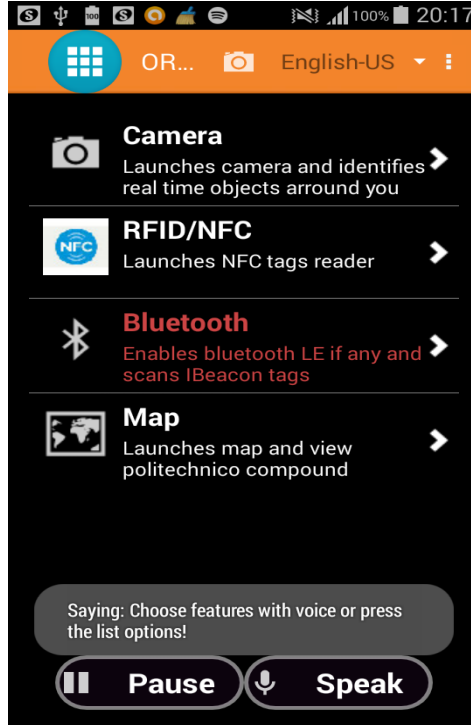 100% 20:17
OR... English-US
Camera
Launches camera and identifies
real time objects arround you
NFC
RFID/NFC
Launches NFC tags reader
Bluetooth
Enables bluetooth LE if any and
scans IBeacon tags
Map
Launches map and view
politechnico compound
Saying: Choose features with voice or press
the list options!
Pause Speak